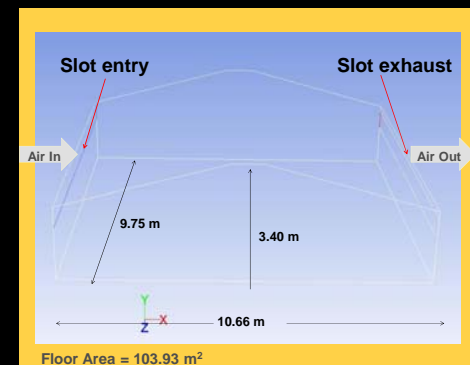 Slot entry
Slot exhaust
Air In
Air Out
9.75 m
3.40 m
Y
X
Z
10.66 m
Floor Area = 103.93 m²